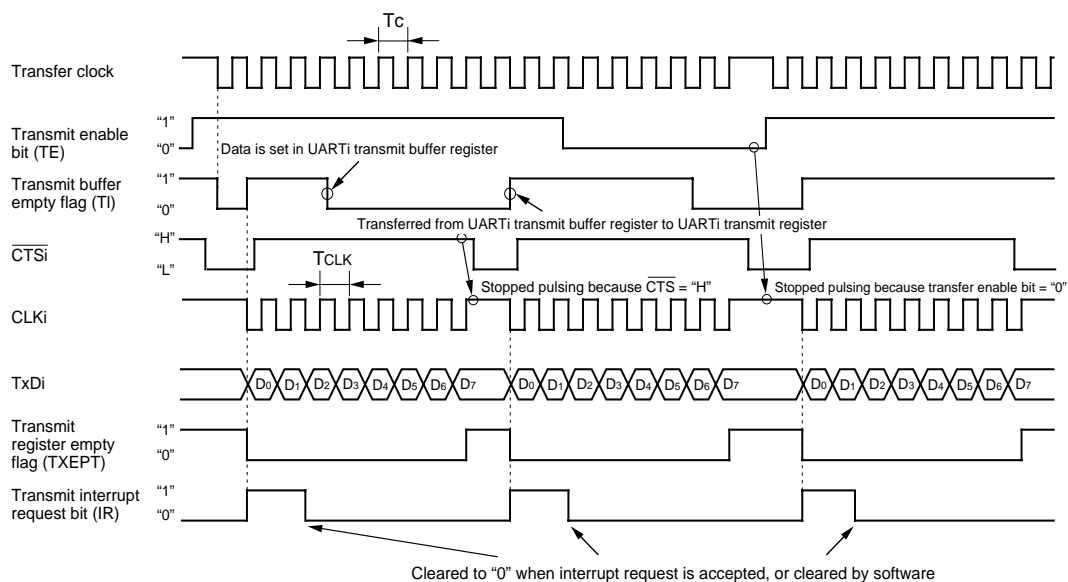 Tc
Transfer clock
Transmit enable
bit (TE)
“1”
“0”
Data is set in UARTi transmit buffer register
Transmit buffer
empty flag (TI)
“1”
“0”
Transferred from UARTi transmit buffer register to UARTi transmit register
CTSi
“H”
“L”
TCLK
Stopped pulsing because CTS = “H”
Stopped pulsing because transfer enable bit = “0”
CLKi
TxDi
D0 D1 D2 D3 D4 D5 D6 D7 D0 D1 D2 D3 D4 D5 D6 D7 D0 D1 D2 D3 D4 D5 D6 D7
Transmit
register empty
flag (TXEPT)
“1”
“0”
Transmit interrupt
request bit (IR)
“1”
“0”
Cleared to “0” when interrupt request is accepted, or cleared by software